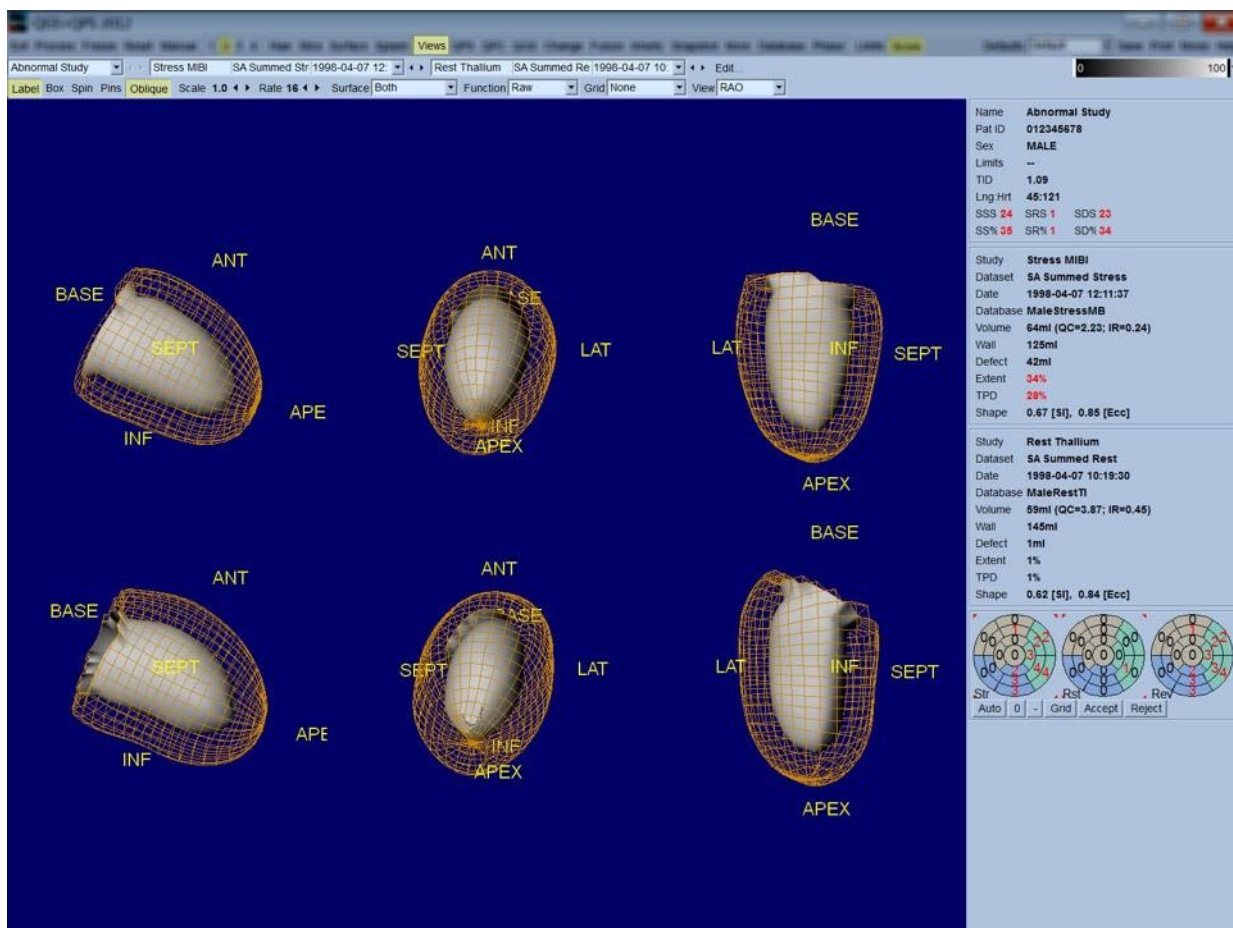 QGS+QPS 2012
Views
Abnormal Study Stress MIBI SA Summed Str 1998-04-07 12: Rest Thallium SA Summed Re 1998-04-07 10: Edit...
0 100
Label Box Spin Pins Oblique Scale 1.0 Rate 16 Surface Both Function Raw Grid None View RAO
ANT
BASE
SEPT
INF
APE
ANT
SEPT
LAT
INF
APEX
BASE
LAT
INF
SEPT
APEX
ANT
BASE
SEPT
INF
APE
ANT
BASE
SEPT
LAT
INF
APEX
BASE
LAT
INF
SEPT
APEX
Name Abnormal Study
Pat ID 012345678
Sex MALE
Limits --
TID 1.09
Lng:Hrt 45:121
SSS 24 SRS 1 SDS 23
SS% 35 SR% 1 SD% 34
Study Stress MIBI
Dataset SA Summed Stress
Date 1998-04-07 12:11:37
Database MaleStressMB
Volume 64ml (QC=2.23; IR=0.24)
Wall 125ml
Defect 42ml
Extent 34%
TPD 28%
Shape 0.67 [SI], 0.85 [Ecc]
Study Rest Thallium
Dataset SA Summed Rest
Date 1998-04-07 10:19:30
Database MaleRestTl
Volume 59ml (QC=3.87; IR=0.45)
Wall 145ml
Defect 1ml
Extent 1%
TPD 1%
Shape 0.62 [SI], 0.84 [Ecc]
Str Rst Rev
Auto 0 - Grid Accept Reject